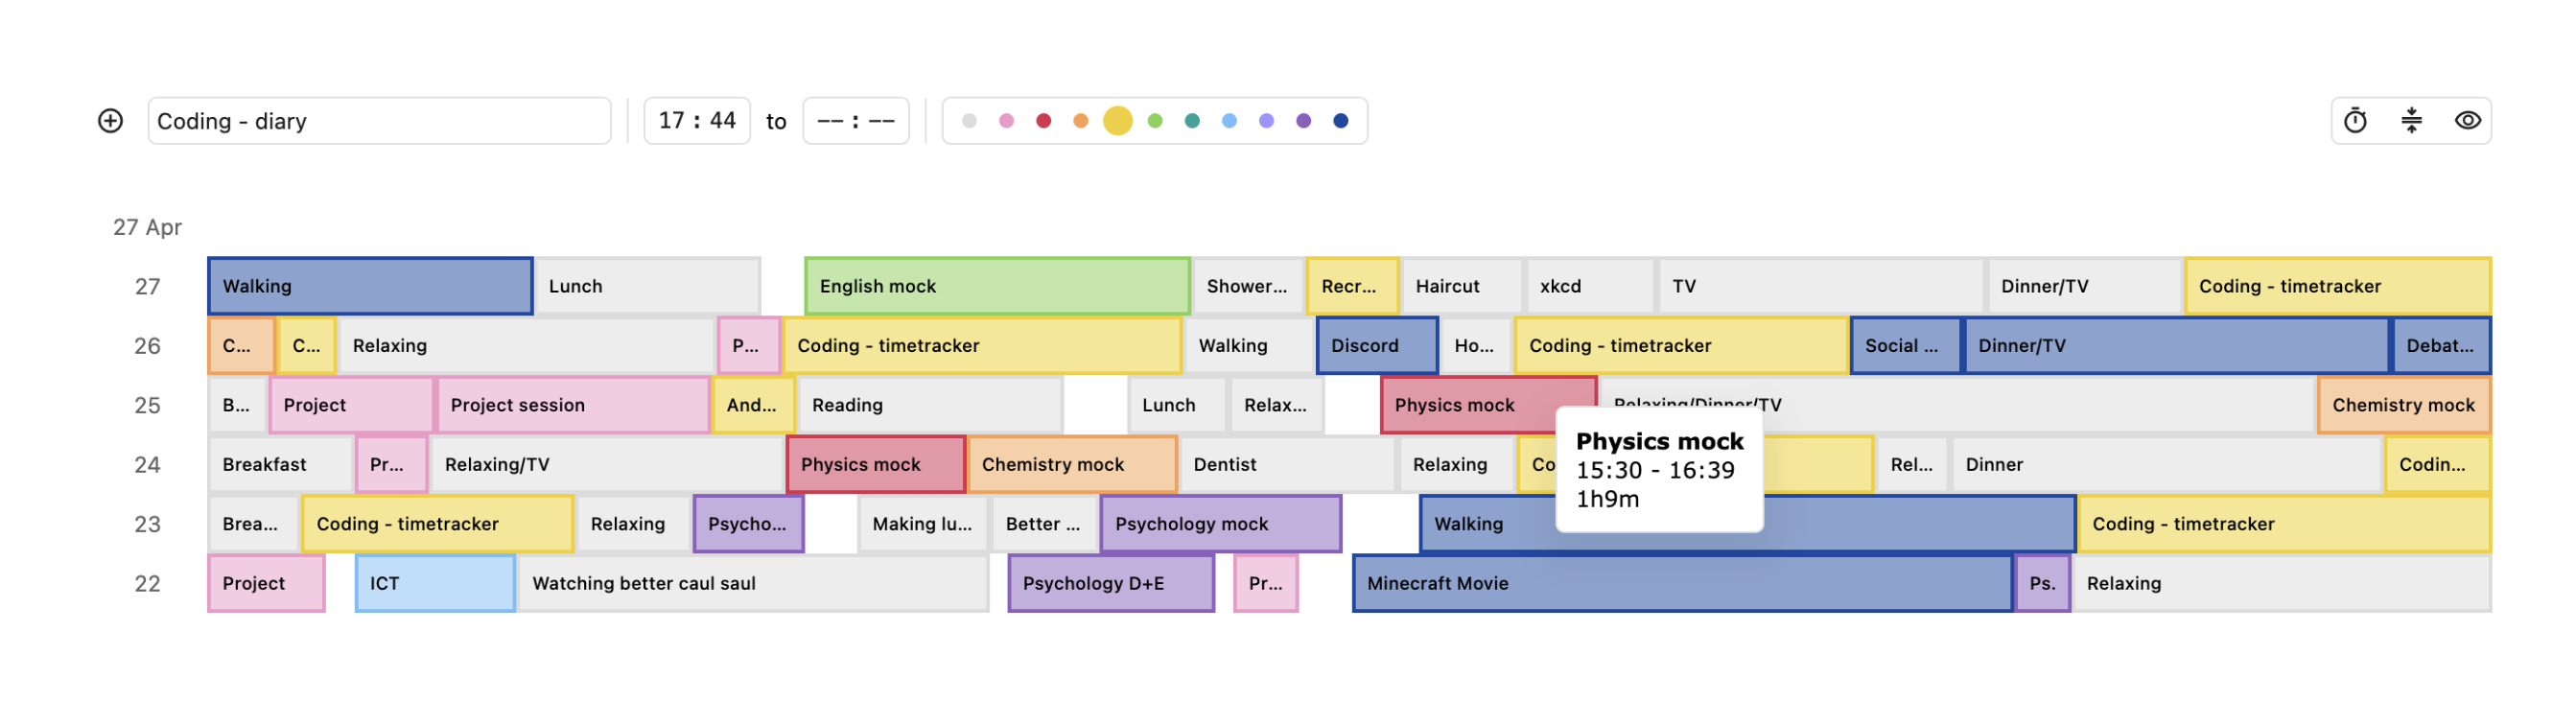 Coding - diary 17 : 44 to –– : ––
27 Apr
27 Walking Lunch English mock Shower... Recr... Haircut xkcd TV Dinner/TV Coding - timetracker
26 C... C... Relaxing P... Coding - timetracker Walking Discord Ho... Coding - timetracker Social ... Dinner/TV Debat...
25 B... Project Project session And... Reading Lunch Relax... Physics mock Relaxing/Dinner/TV Chemistry mock
Physics mock
15:30 - 16:39
1h9m
24 Breakfast Pr... Relaxing/TV Physics mock Chemistry mock Dentist Relaxing Co Rel... Dinner Codin...
23 Brea... Coding - timetracker Relaxing Psycho... Making lu... Better ... Psychology mock Walking Coding - timetracker
22 Project ICT Watching better caul saul Psychology D+E Pr... Minecraft Movie Ps. Relaxing